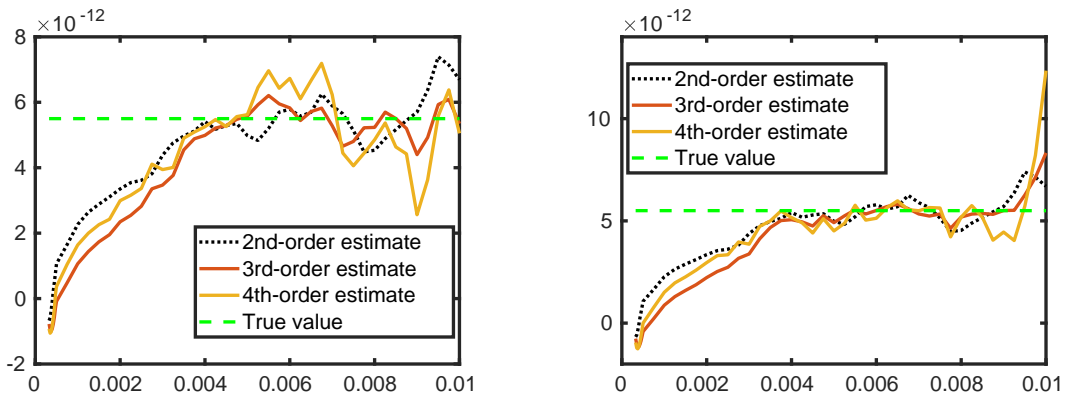 ×10⁻¹²
8
6
4
2
0
-2
0
0.002
0.004
0.006
0.008
0.01
2nd-order estimate
3rd-order estimate
4th-order estimate
True value
×10⁻¹²
10
5
0
0
0.002
0.004
0.006
0.008
0.01
2nd-order estimate
3rd-order estimate
4th-order estimate
True value